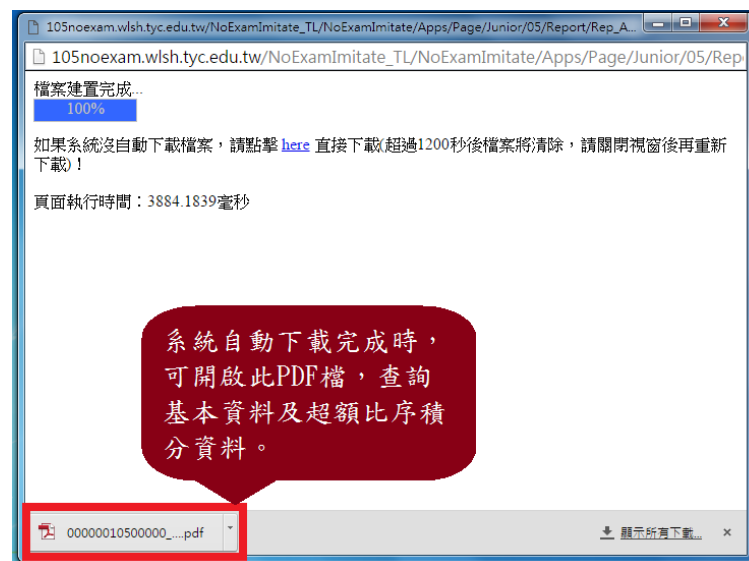 105noexam.wlsh.tyc.edu.tw/NoExamImitate_TL/NoExamImitate/Apps/Page/Junior/05/Report/Rep_A...
105noexam.wlsh.tyc.edu.tw/NoExamImitate_TL/NoExamImitate/Apps/Page/Junior/05/Rep
檔案建置完成...
100%
如果系統沒自動下載檔案，請點擊 here 直接下載(超過1200秒後檔案將清除，請關閉視窗後再重新
下載)！
頁面執行時間：3884.1839毫秒
系統自動下載完成時，
可開啟此PDF檔，查詢
基本資料及超額比序積
分資料。
00000010500000_....pdf
顯示所有下載...